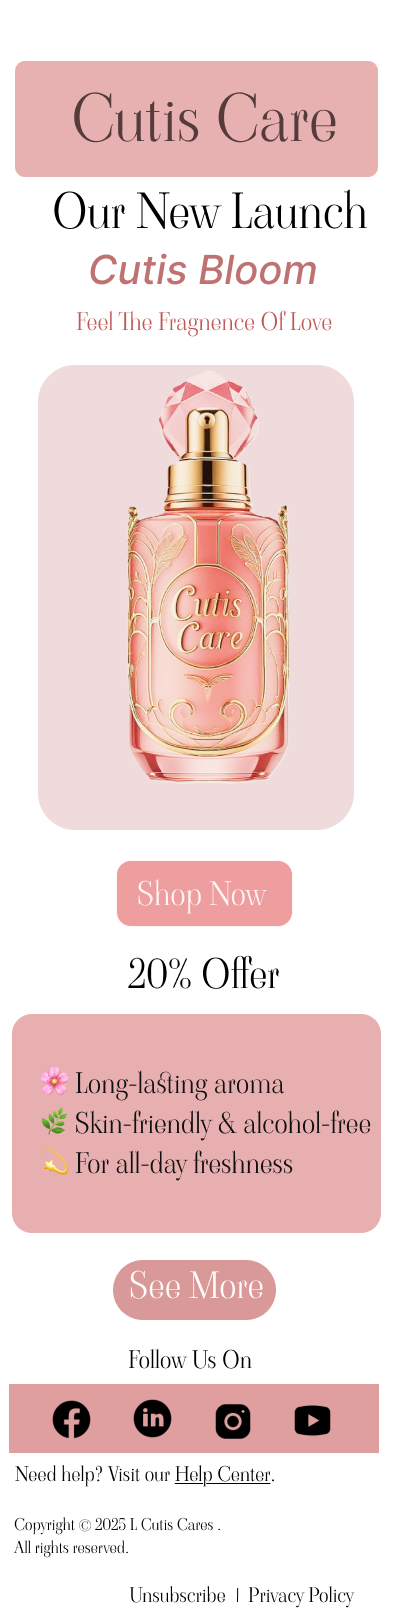 Cutis Care
Our New Launch
Cutis Bloom
Feel The Fragnence Of Love
Cutis
Care
Shop Now
20% Offer
🌸 Long-lasting aroma
🌿 Skin-friendly & alcohol-free
💫 For all-day freshness
See More
Follow Us On
Need help? Visit our Help Center.
Copyright © 2025 L Cutis Cares .
All rights reserved.
Unsubscribe | Privacy Policy